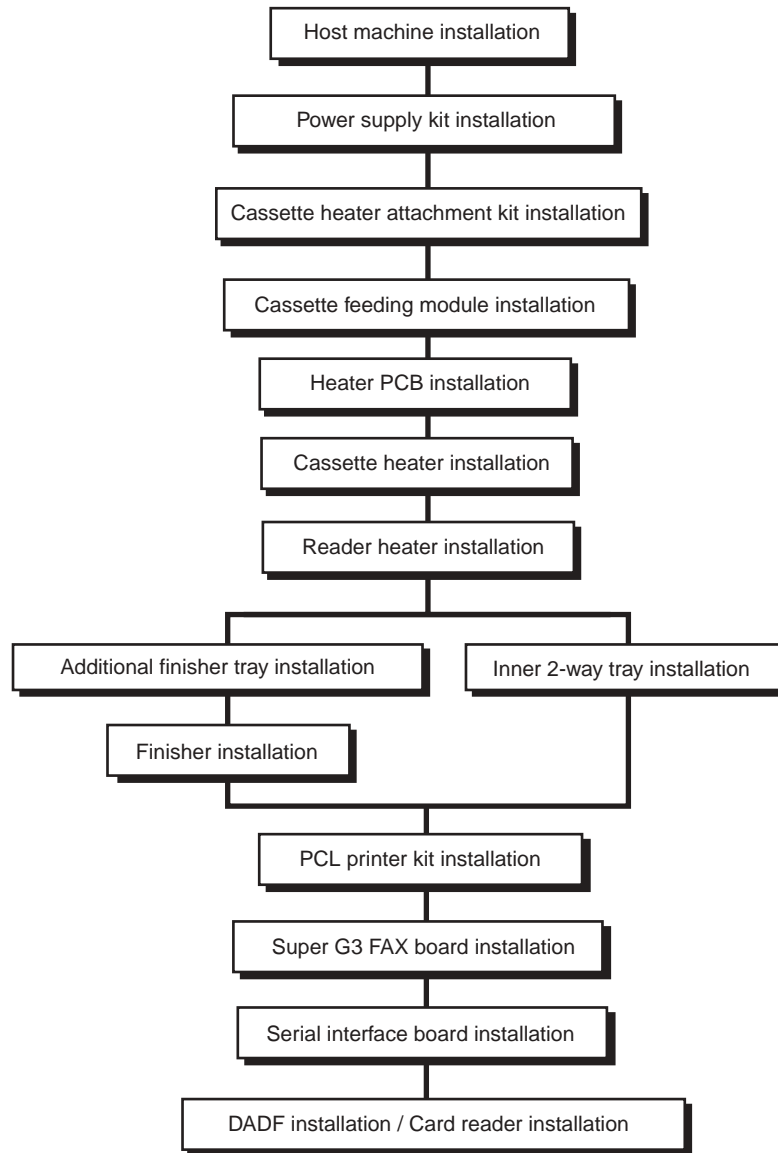 Host machine installation
Power supply kit installation
Cassette heater attachment kit installation
Cassette feeding module installation
Heater PCB installation
Cassette heater installation
Reader heater installation
Additional finisher tray installation
Inner 2-way tray installation
Finisher installation
PCL printer kit installation
Super G3 FAX board installation
Serial interface board installation
DADF installation / Card reader installation